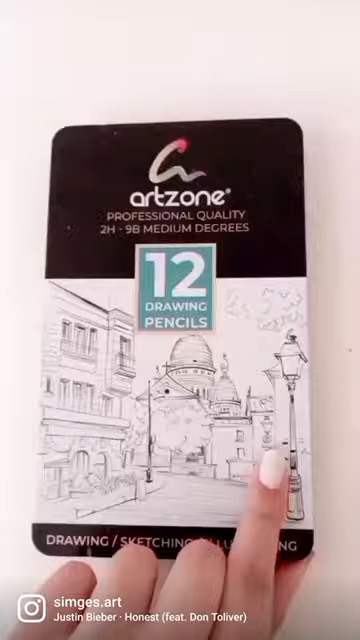 artzone®
PROFESSIONAL QUALITY
2H - 9B MEDIUM DEGREES
12
DRAWING
PENCILS
DRAWING / SKETCHING /
simges.art
Justin Bieber · Honest (feat. Don Toliver)